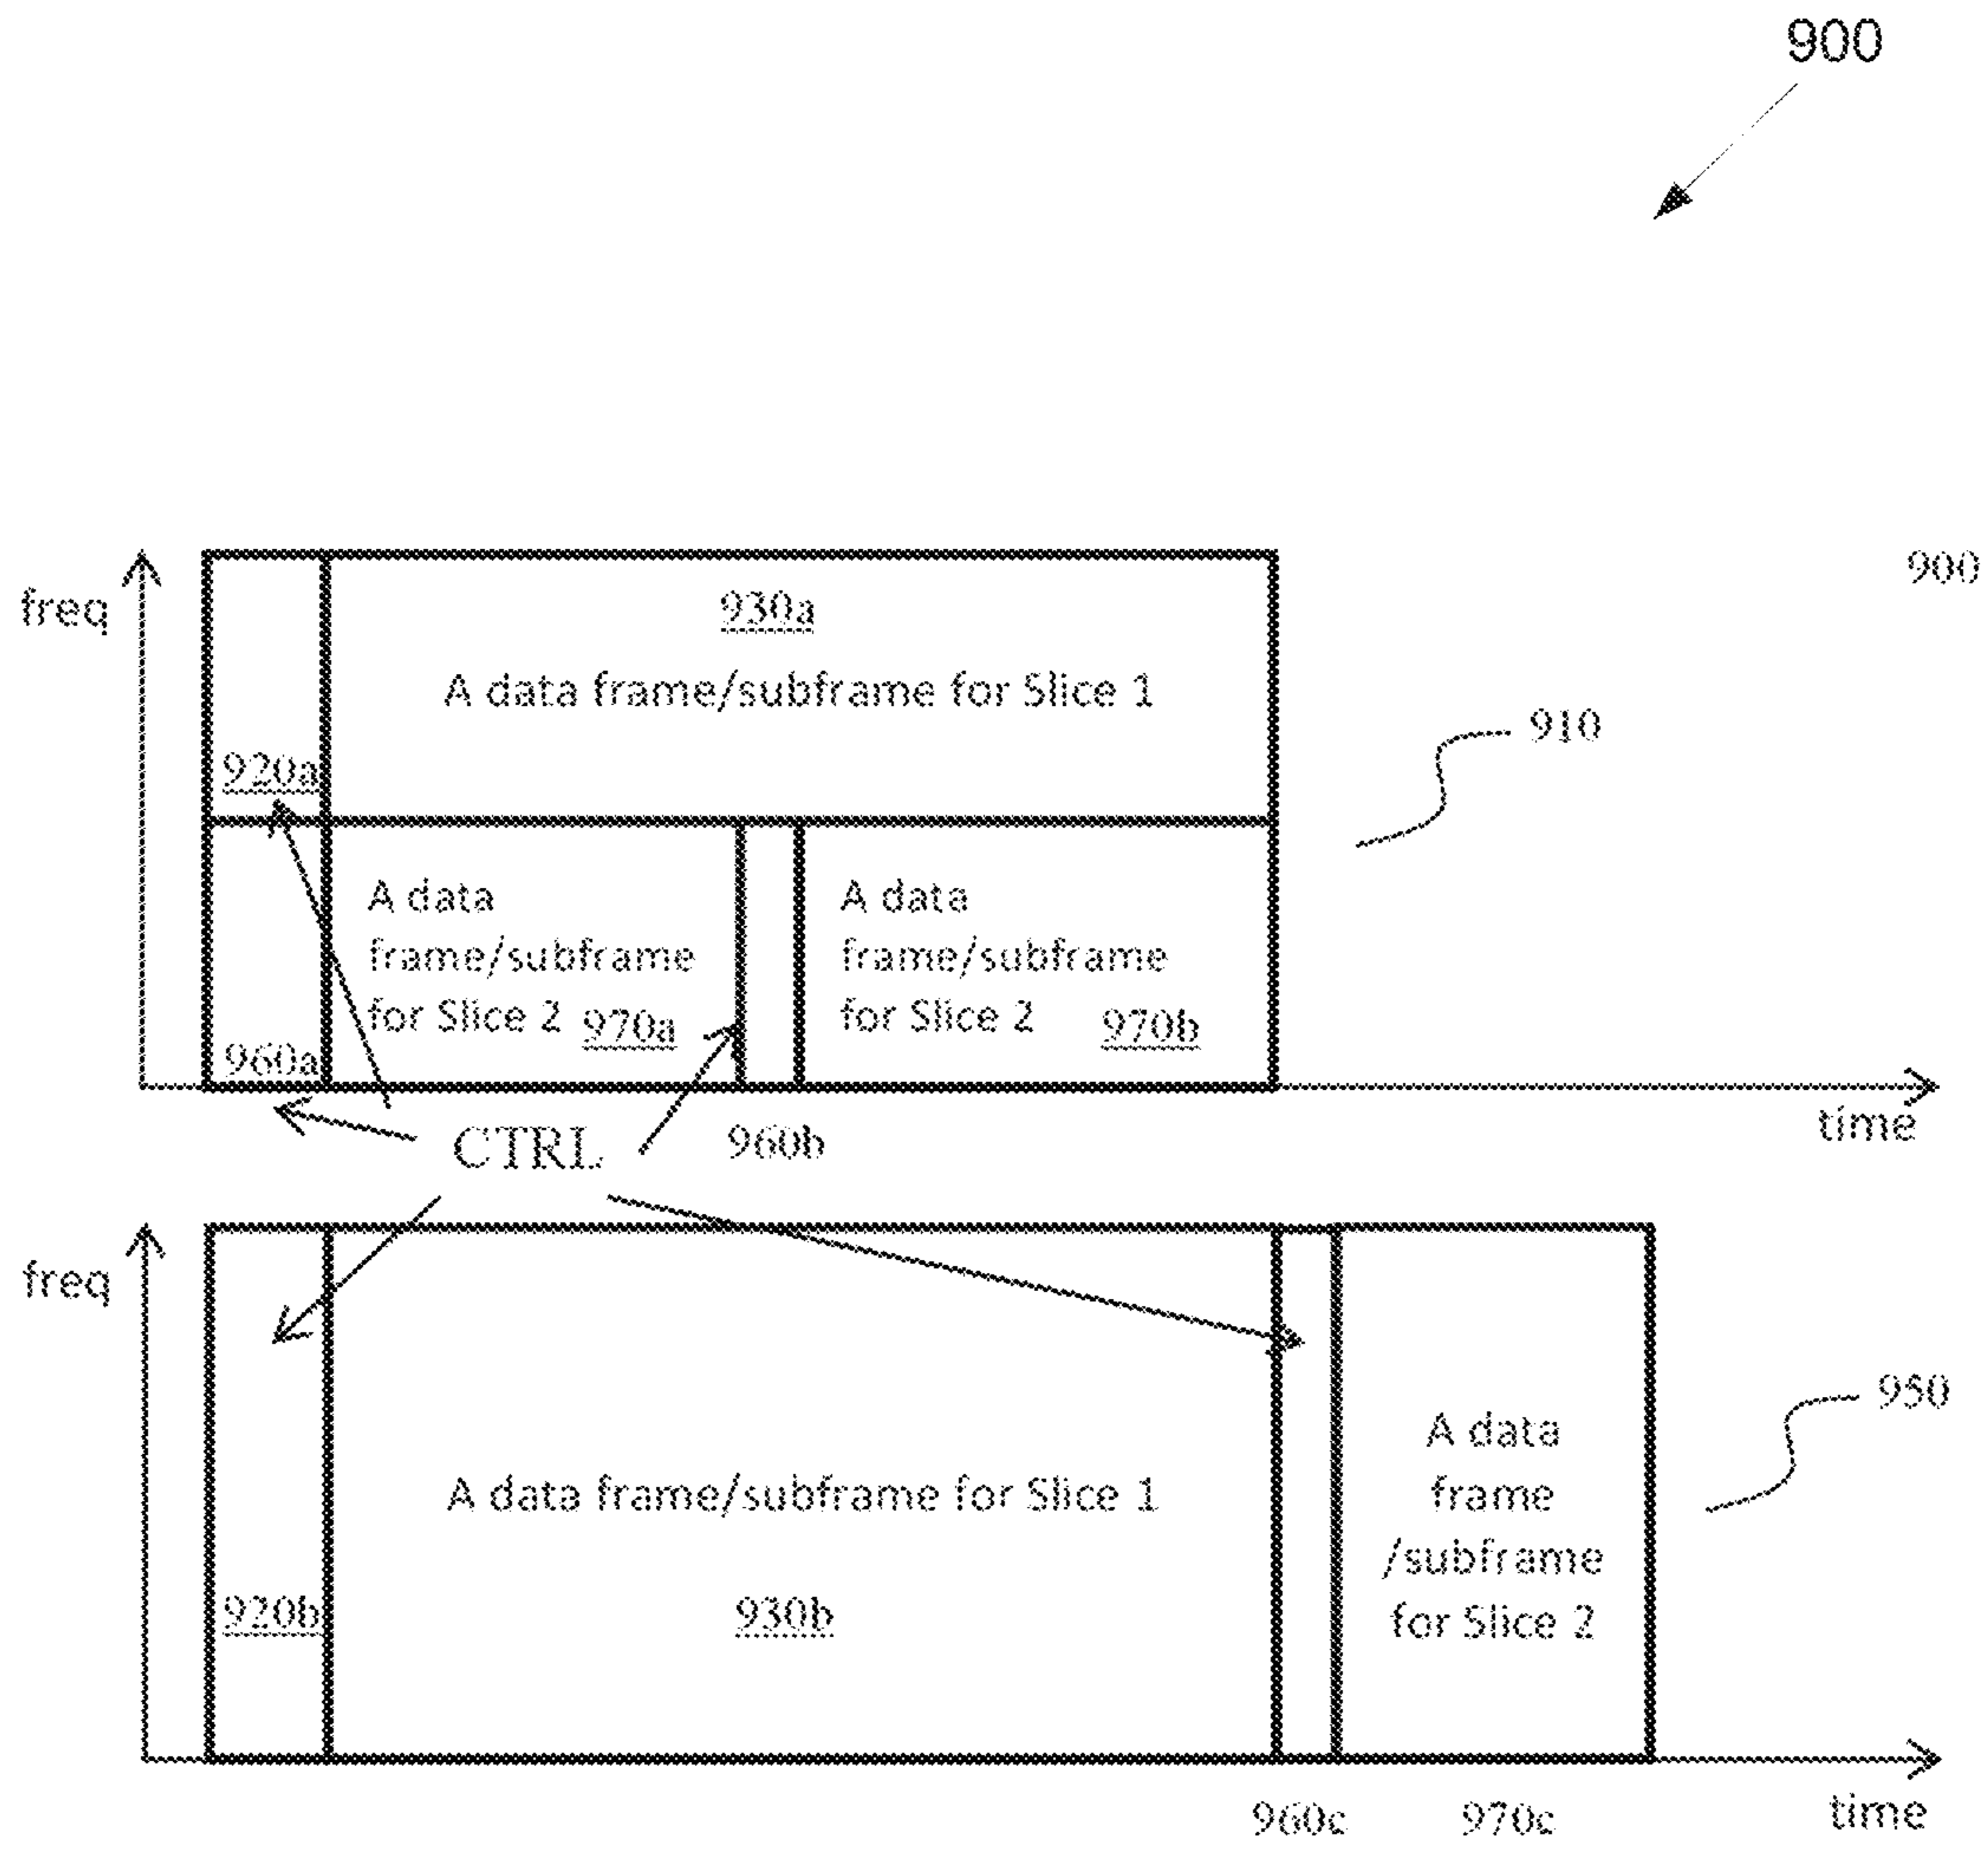 900
freq
900
930a
A data frame/subframe for Slice 1
910
920a
A data
frame/subframe
for Slice 2 970a
A data
frame/subframe
for Slice 2 970b
960a
time
CTRL
960b
freq
950
A data
frame
/subframe
for Slice 2
A data frame/subframe for Slice 1
920b
930b
960c
970c
time